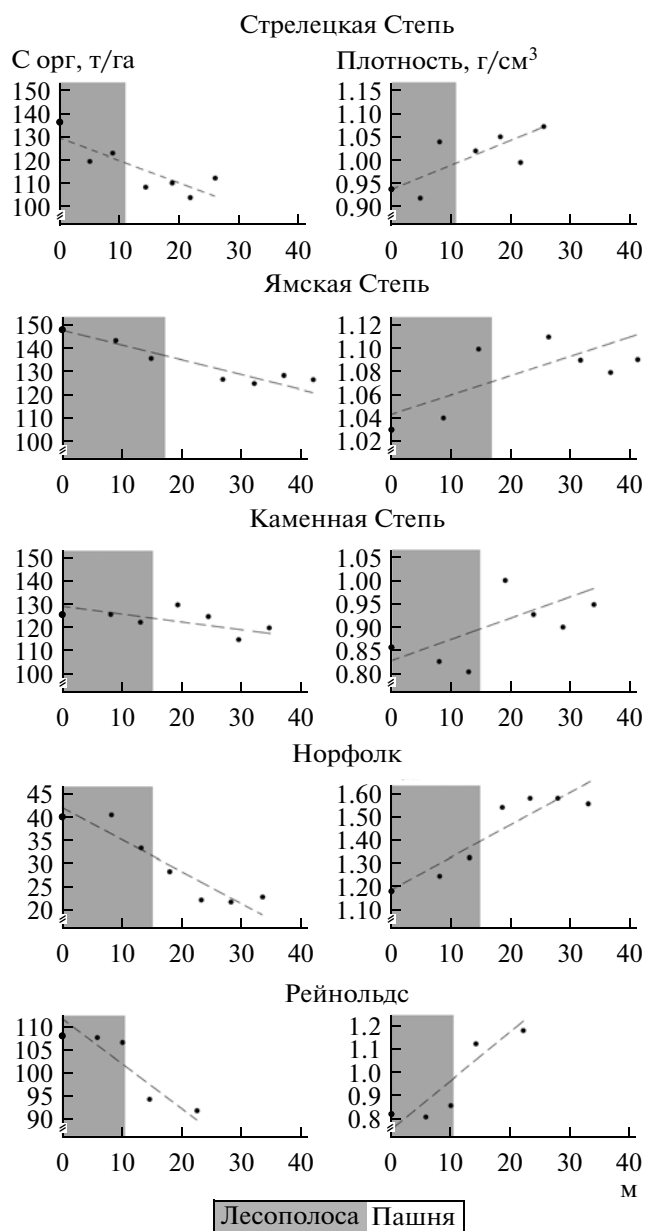 Стрелецкая Степь
С орг, т/га Плотность, г/см³
150 1.15
140 1.10
130 1.05
120 1.00
110 0.95
100 0.90
0 10 20 30 40 0 10 20 30 40
Ямская Степь
150 1.12
140 1.10
130 1.08
120 1.06
110 1.04
100 1.02
0 10 20 30 40 0 10 20 30 40
Каменная Степь
150
140 1.00
130 0.95
120 0.90
110 0.85
100 0.80
0 10 20 30 40 0 10 20 30 40
Норфолк
45 1.60
40 1.50
35 1.40
30 1.30
25 1.20
20 1.10
0 10 20 30 40 0 10 20 30 40
Рейнольдс
110 1.2
105 1.1
100 1.0
95 0.9
90 0.8
0 10 20 30 40 0 10 20 30 40
м
Лесополоса Пашня